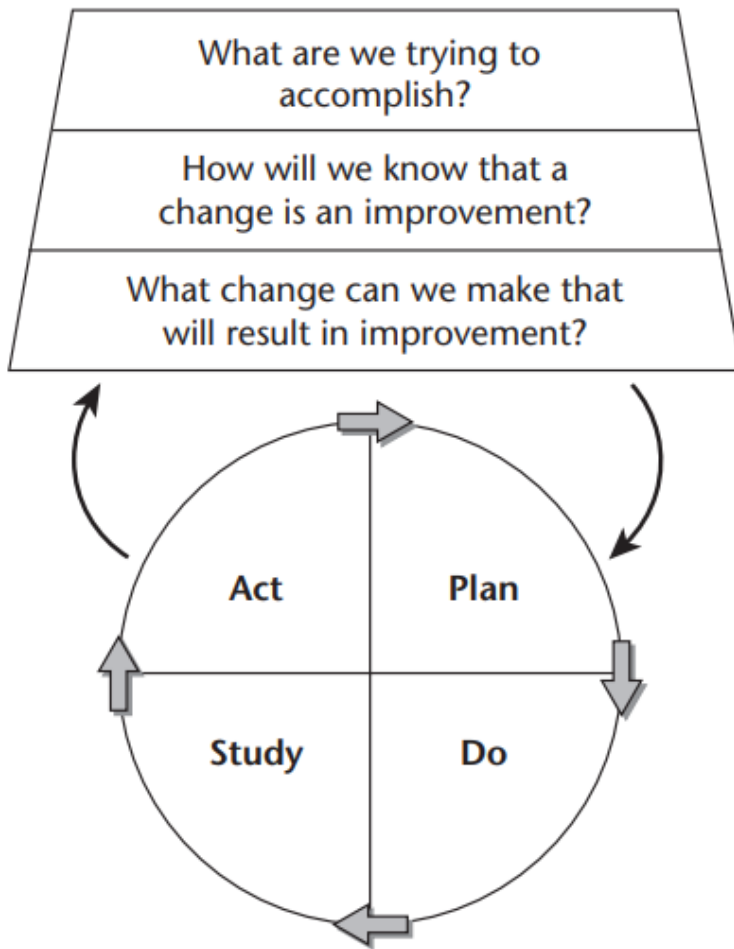 What are we trying to
accomplish?
How will we know that a
change is an improvement?
What change can we make that
will result in improvement?
Act
Plan
Study
Do